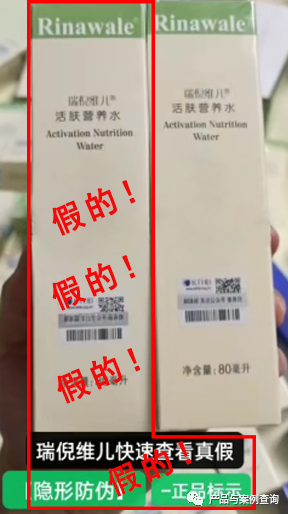 Rinawale®
瑞倪维儿®
活肤营养水
Activation Nutrition
Water
假的！
假的！
假的！
Rinawale®
瑞倪维儿®
活肤营养水
Activation Nutrition
Water
净含量：80毫升
瑞倪维儿快速查看真假
假的！
【隐形防伪】
-正品标示
产品与案例查询